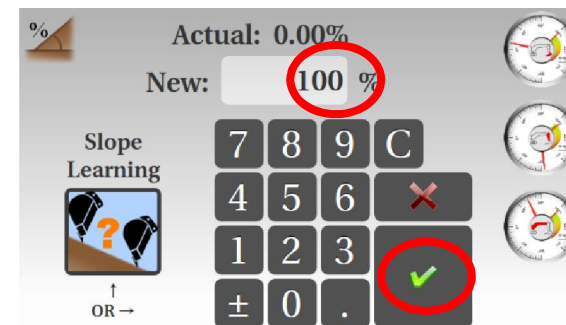 %
Actual: 0.00%
New: 100 %
Slope
Learning
?
↑
OR →
7 8 9 C
4 5 6
1 2 3
± 0 .